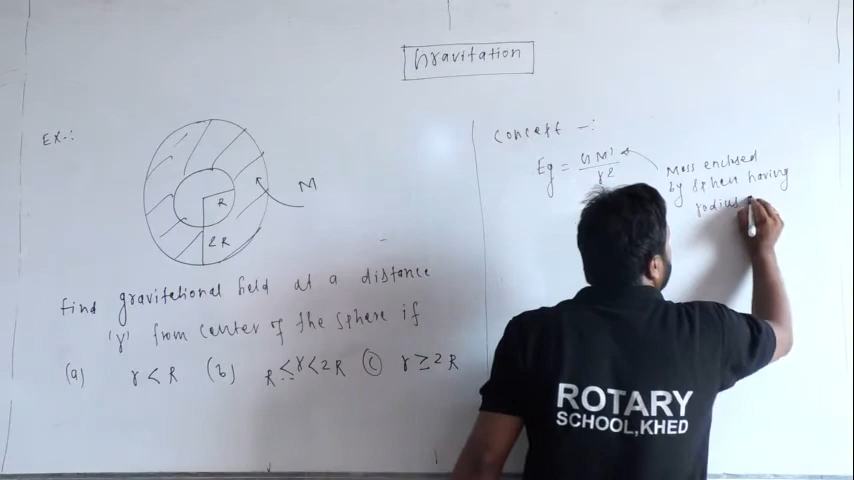 Gravitation
Ex-:
M
R
2R
Find gravitational field at a distance
'r' from center of the sphere if
(a) r < R (b) R ≤ r < 2R (c) r ≥ 2R
Concept -:
Eg = GM'/r2
Mass enclosed
by sphere having
radius
ROTARY
SCHOOL,KHED